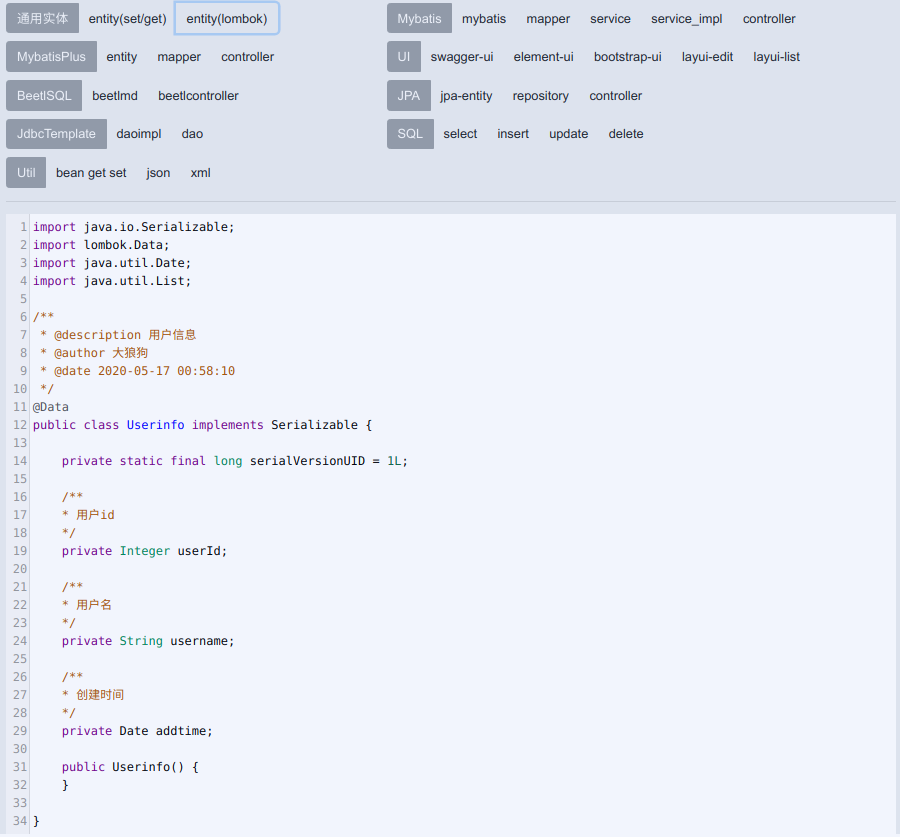 通用实体 entity(set/get) entity(lombok) Mybatis mybatis mapper service service_impl controller
MybatisPlus entity mapper controller UI swagger-ui element-ui bootstrap-ui layui-edit layui-list
BeetlSQL beetlmd beetlcontroller JPA jpa-entity repository controller
JdbcTemplate daoimpl dao SQL select insert update delete
Util bean get set json xml
1 import java.io.Serializable;
2 import lombok.Data;
3 import java.util.Date;
4 import java.util.List;
5
6 /**
7  * @description 用户信息
8  * @author 大狼狗
9  * @date 2020-05-17 00:58:10
10  */
11 @Data
12 public class Userinfo implements Serializable {
13
14     private static final long serialVersionUID = 1L;
15
16     /**
17     * 用户id
18     */
19     private Integer userId;
20
21     /**
22     * 用户名
23     */
24     private String username;
25
26     /**
27     * 创建时间
28     */
29     private Date addtime;
30
31     public Userinfo() {
32     }
33
34 }